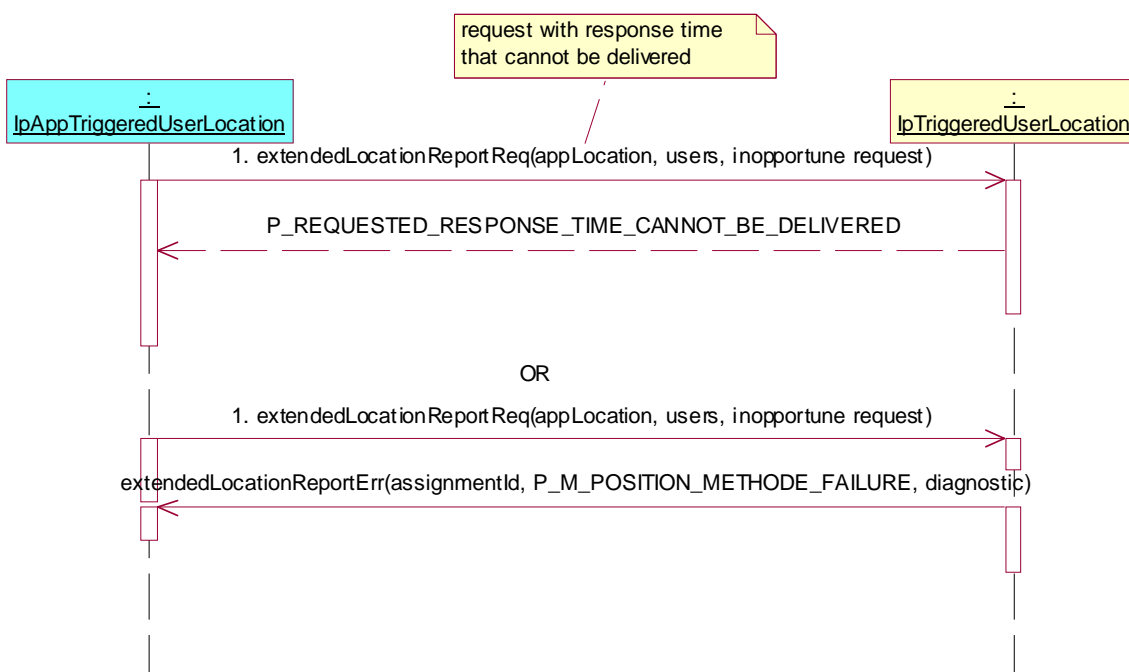 request with response time
that cannot be delivered
:
IpAppTriggeredUserLocation
:
IpTriggeredUserLocation
1. extendedLocationReportReq(appLocation, users, inopportune request)
P_REQUESTED_RESPONSE_TIME_CANNOT_BE_DELIVERED
OR
1. extendedLocationReportReq(appLocation, users, inopportune request)
extendedLocationReportErr(assignmentId, P_M_POSITION_METHODE_FAILURE, diagnostic)